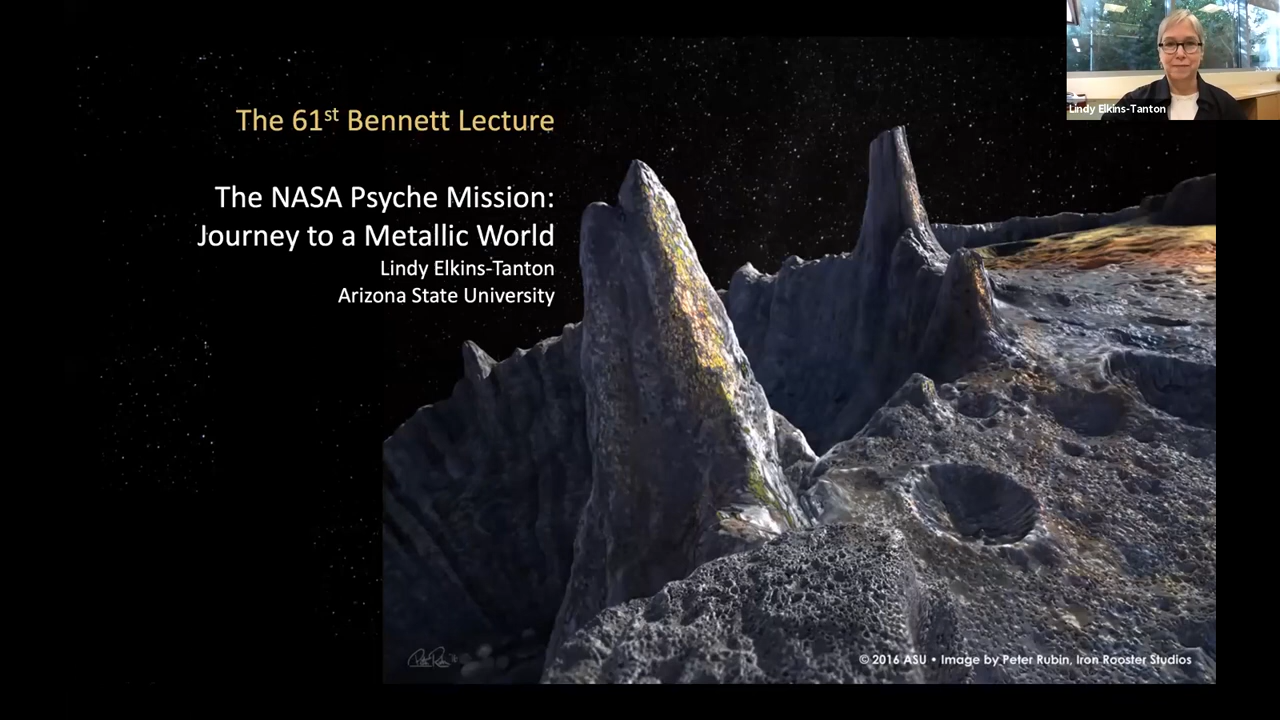 The 61st Bennett Lecture
The NASA Psyche Mission:
Journey to a Metallic World
Lindy Elkins-Tanton
Arizona State University
Lindy Elkins-Tanton
© 2016 ASU • Image by Peter Rubin, Iron Rooster Studios